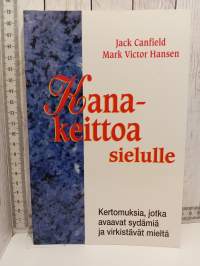 Jack Canfield
Mark Victor Hansen
Kana-
keittoa
sielulle
Kertomuksia, jotka
avaavat sydämiä
ja virkistävät mieltä